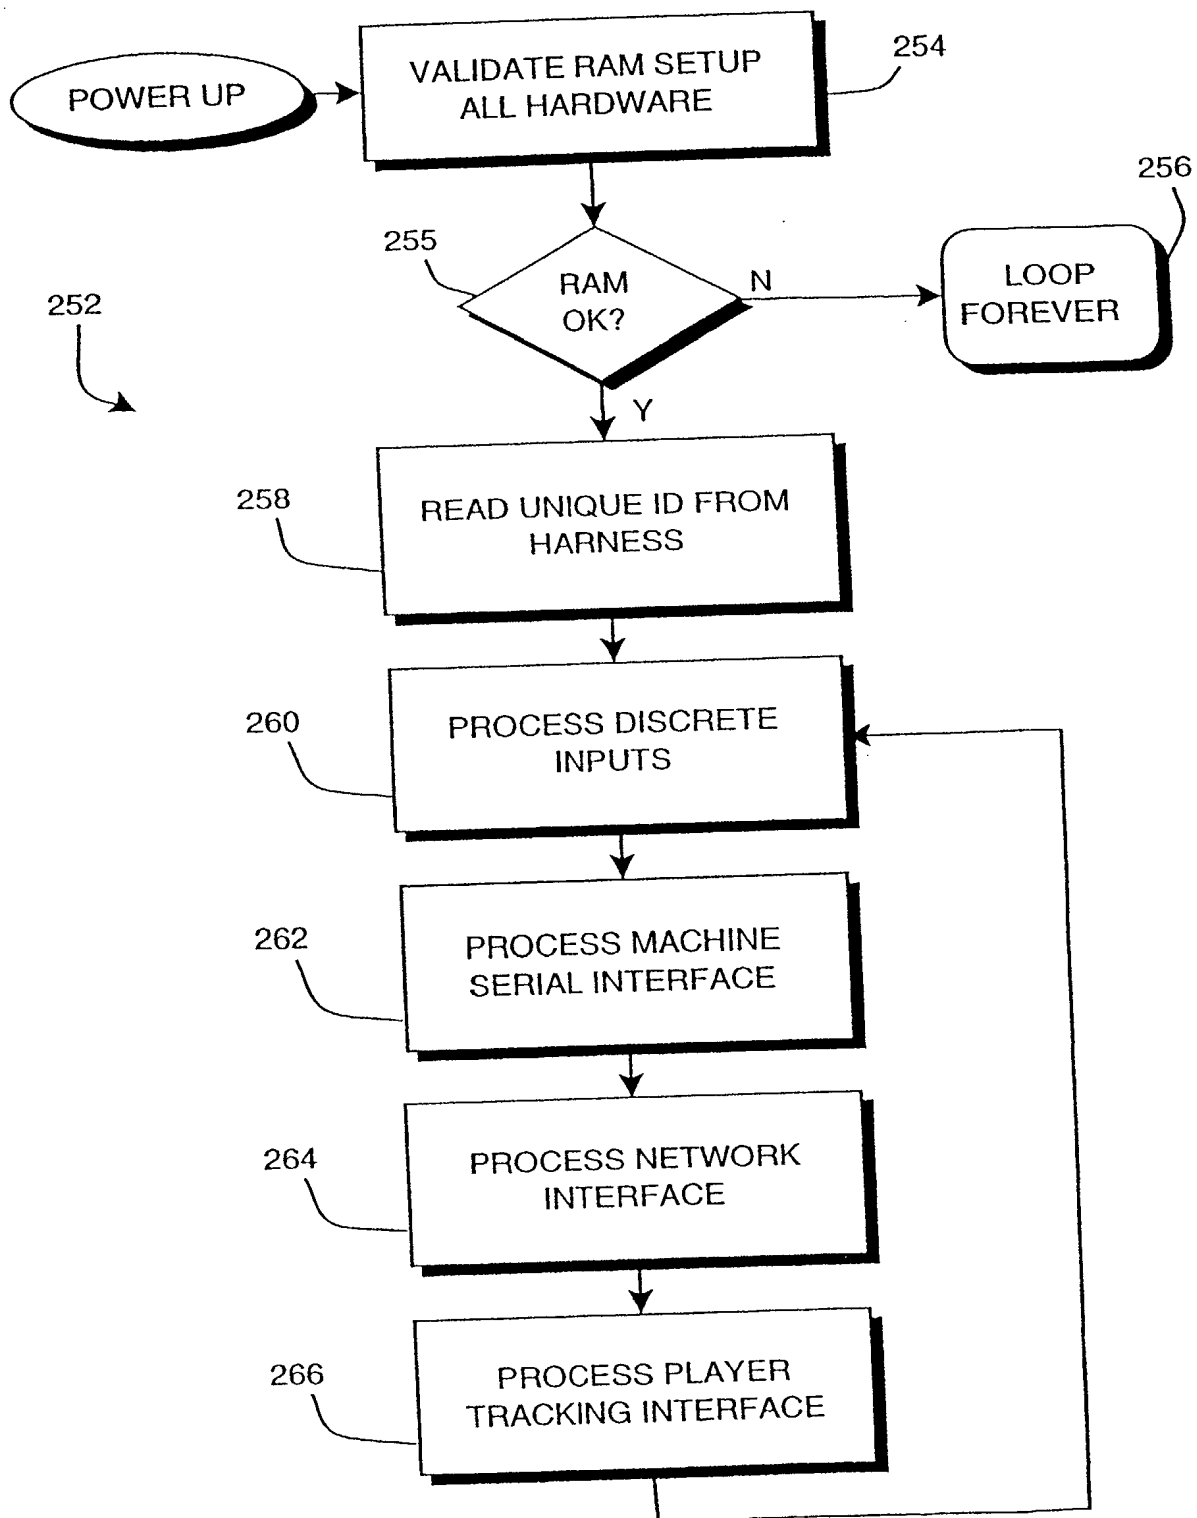 POWER UP
VALIDATE RAM SETUP
ALL HARDWARE
254
256
255
RAM
OK?
N
LOOP
FOREVER
252
Y
258
READ UNIQUE ID FROM
HARNESS
260
PROCESS DISCRETE
INPUTS
262
PROCESS MACHINE
SERIAL INTERFACE
264
PROCESS NETWORK
INTERFACE
266
PROCESS PLAYER
TRACKING INTERFACE